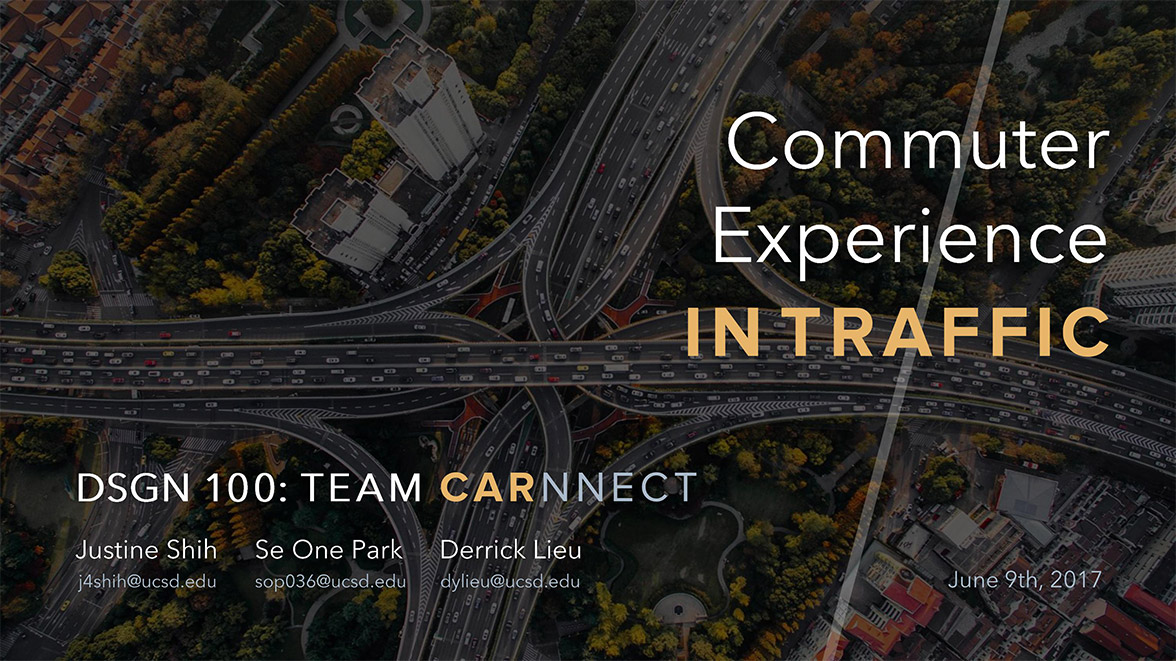 Commuter
Experience
IN TRAFFIC
DSGN 100: TEAM CARNNECT
Justine Shih Se One Park Derrick Lieu
j4shih@ucsd.edu sop036@ucsd.edu dylieu@ucsd.edu
June 9th, 2017